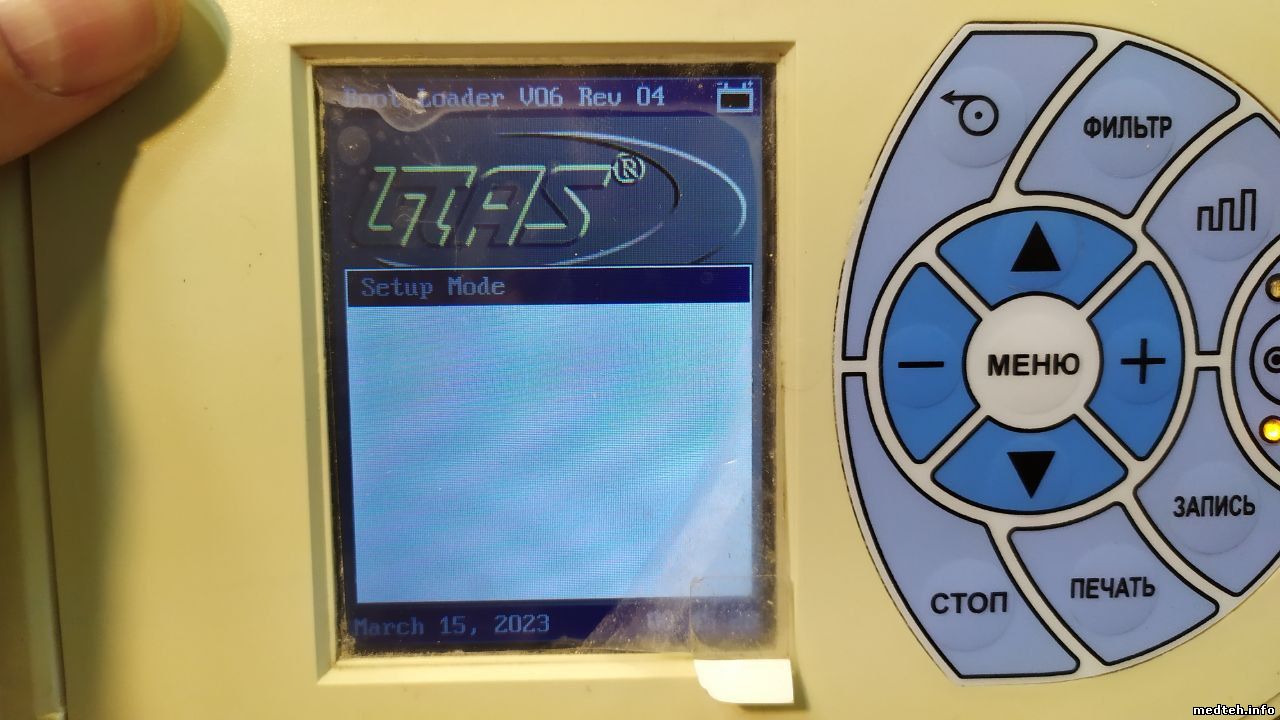 Boot Loader V06 Rev 04
UTAS®
Setup Mode
March 15, 2023
ФИЛЬТР
МЕНЮ
ЗАПИСЬ
ПЕЧАТЬ
СТОП
medteh.info